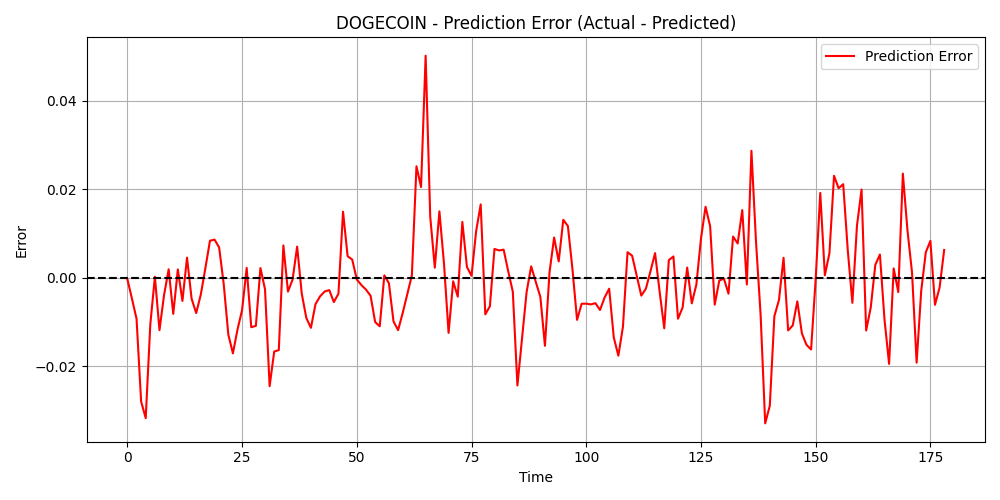 DOGECOIN - Prediction Error (Actual - Predicted)
Prediction Error
Error
0.04
0.02
0.00
−0.02
0 25 50 75 100 125 150 175
Time